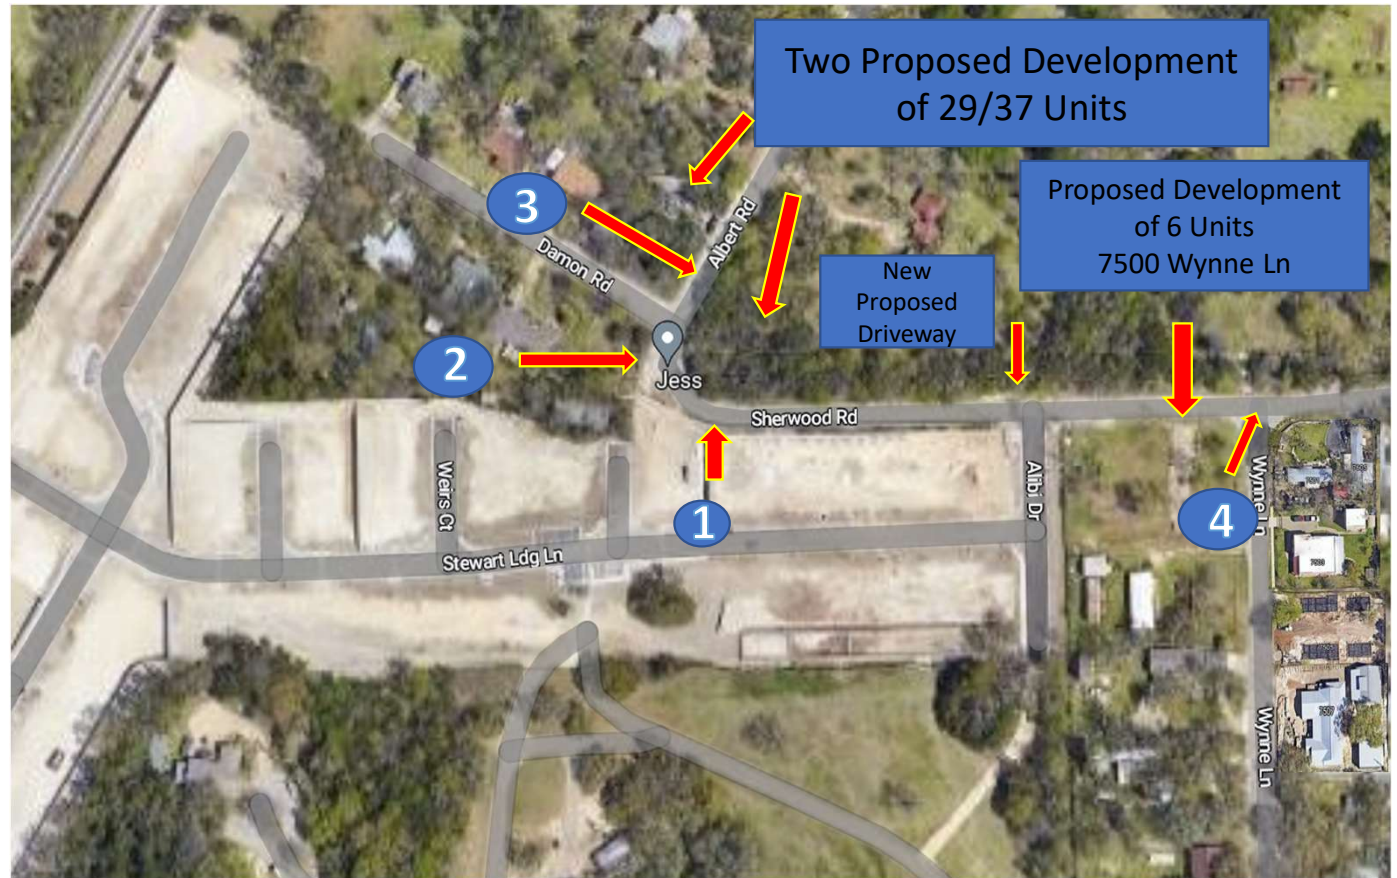 Two Proposed Development
of 29/37 Units
Proposed Development
of 6 Units
7500 Wynne Ln
New
Proposed
Driveway
3
Albert Rd
Damon Rd
2
Jess
Sherwood Rd
Weirs Ct
Alibi Dr
Wynne Ln
1
4
Stewart Ldg Ln
Wynne Ln